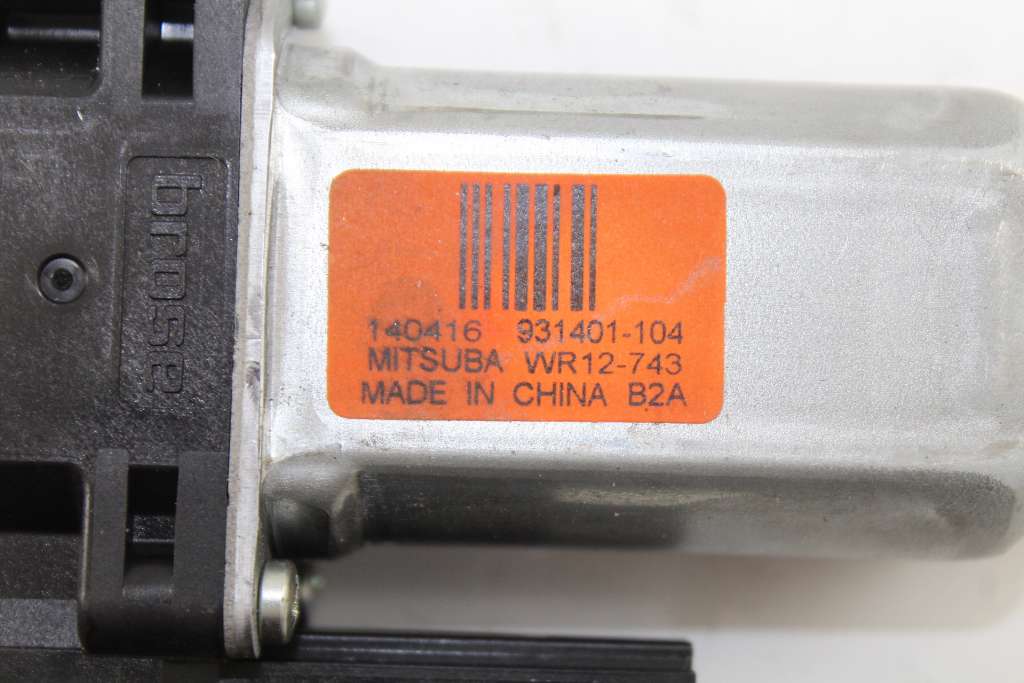 brose
140416 931401-104
MITSUBA WR12-743
MADE IN CHINA B2A